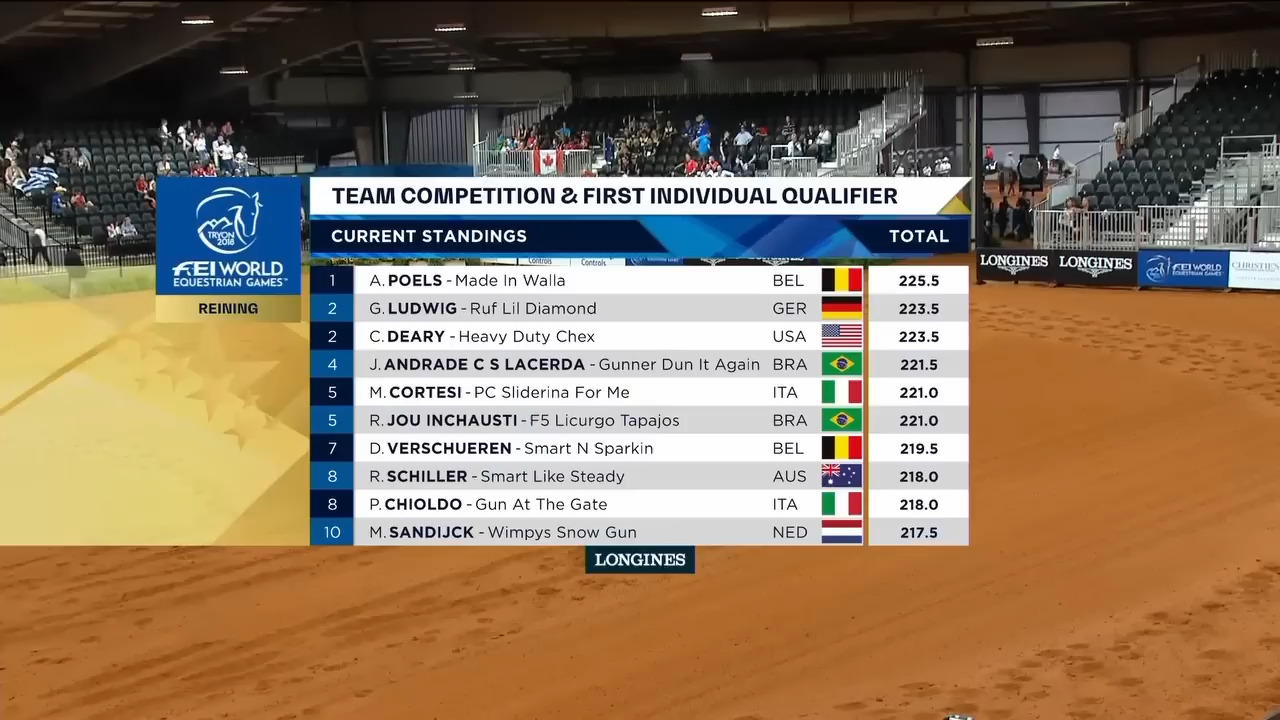 TRYON
2018
FEI WORLD
EQUESTRIAN GAMES™
REINING
TEAM COMPETITION & FIRST INDIVIDUAL QUALIFIER
CURRENT STANDINGS TOTAL
Controls Controls
1 A. POELS - Made In Walla BEL 225.5
2 G. LUDWIG - Ruf Lil Diamond GER 223.5
2 C. DEARY - Heavy Duty Chex USA 223.5
4 J. ANDRADE C S LACERDA - Gunner Dun It Again BRA 221.5
5 M. CORTESI - PC Sliderina For Me ITA 221.0
5 R. JOU INCHAUSTI - F5 Licurgo Tapajos BRA 221.0
7 D. VERSCHUEREN - Smart N Sparkin BEL 219.5
8 R. SCHILLER - Smart Like Steady AUS 218.0
8 P. CHIOLDO - Gun At The Gate ITA 218.0
10 M. SANDIJCK - Wimpys Snow Gun NED 217.5
LONGINES
LONGINES LONGINES FEI WORLD CHRISTIE'S
EQUESTRIAN GAMES